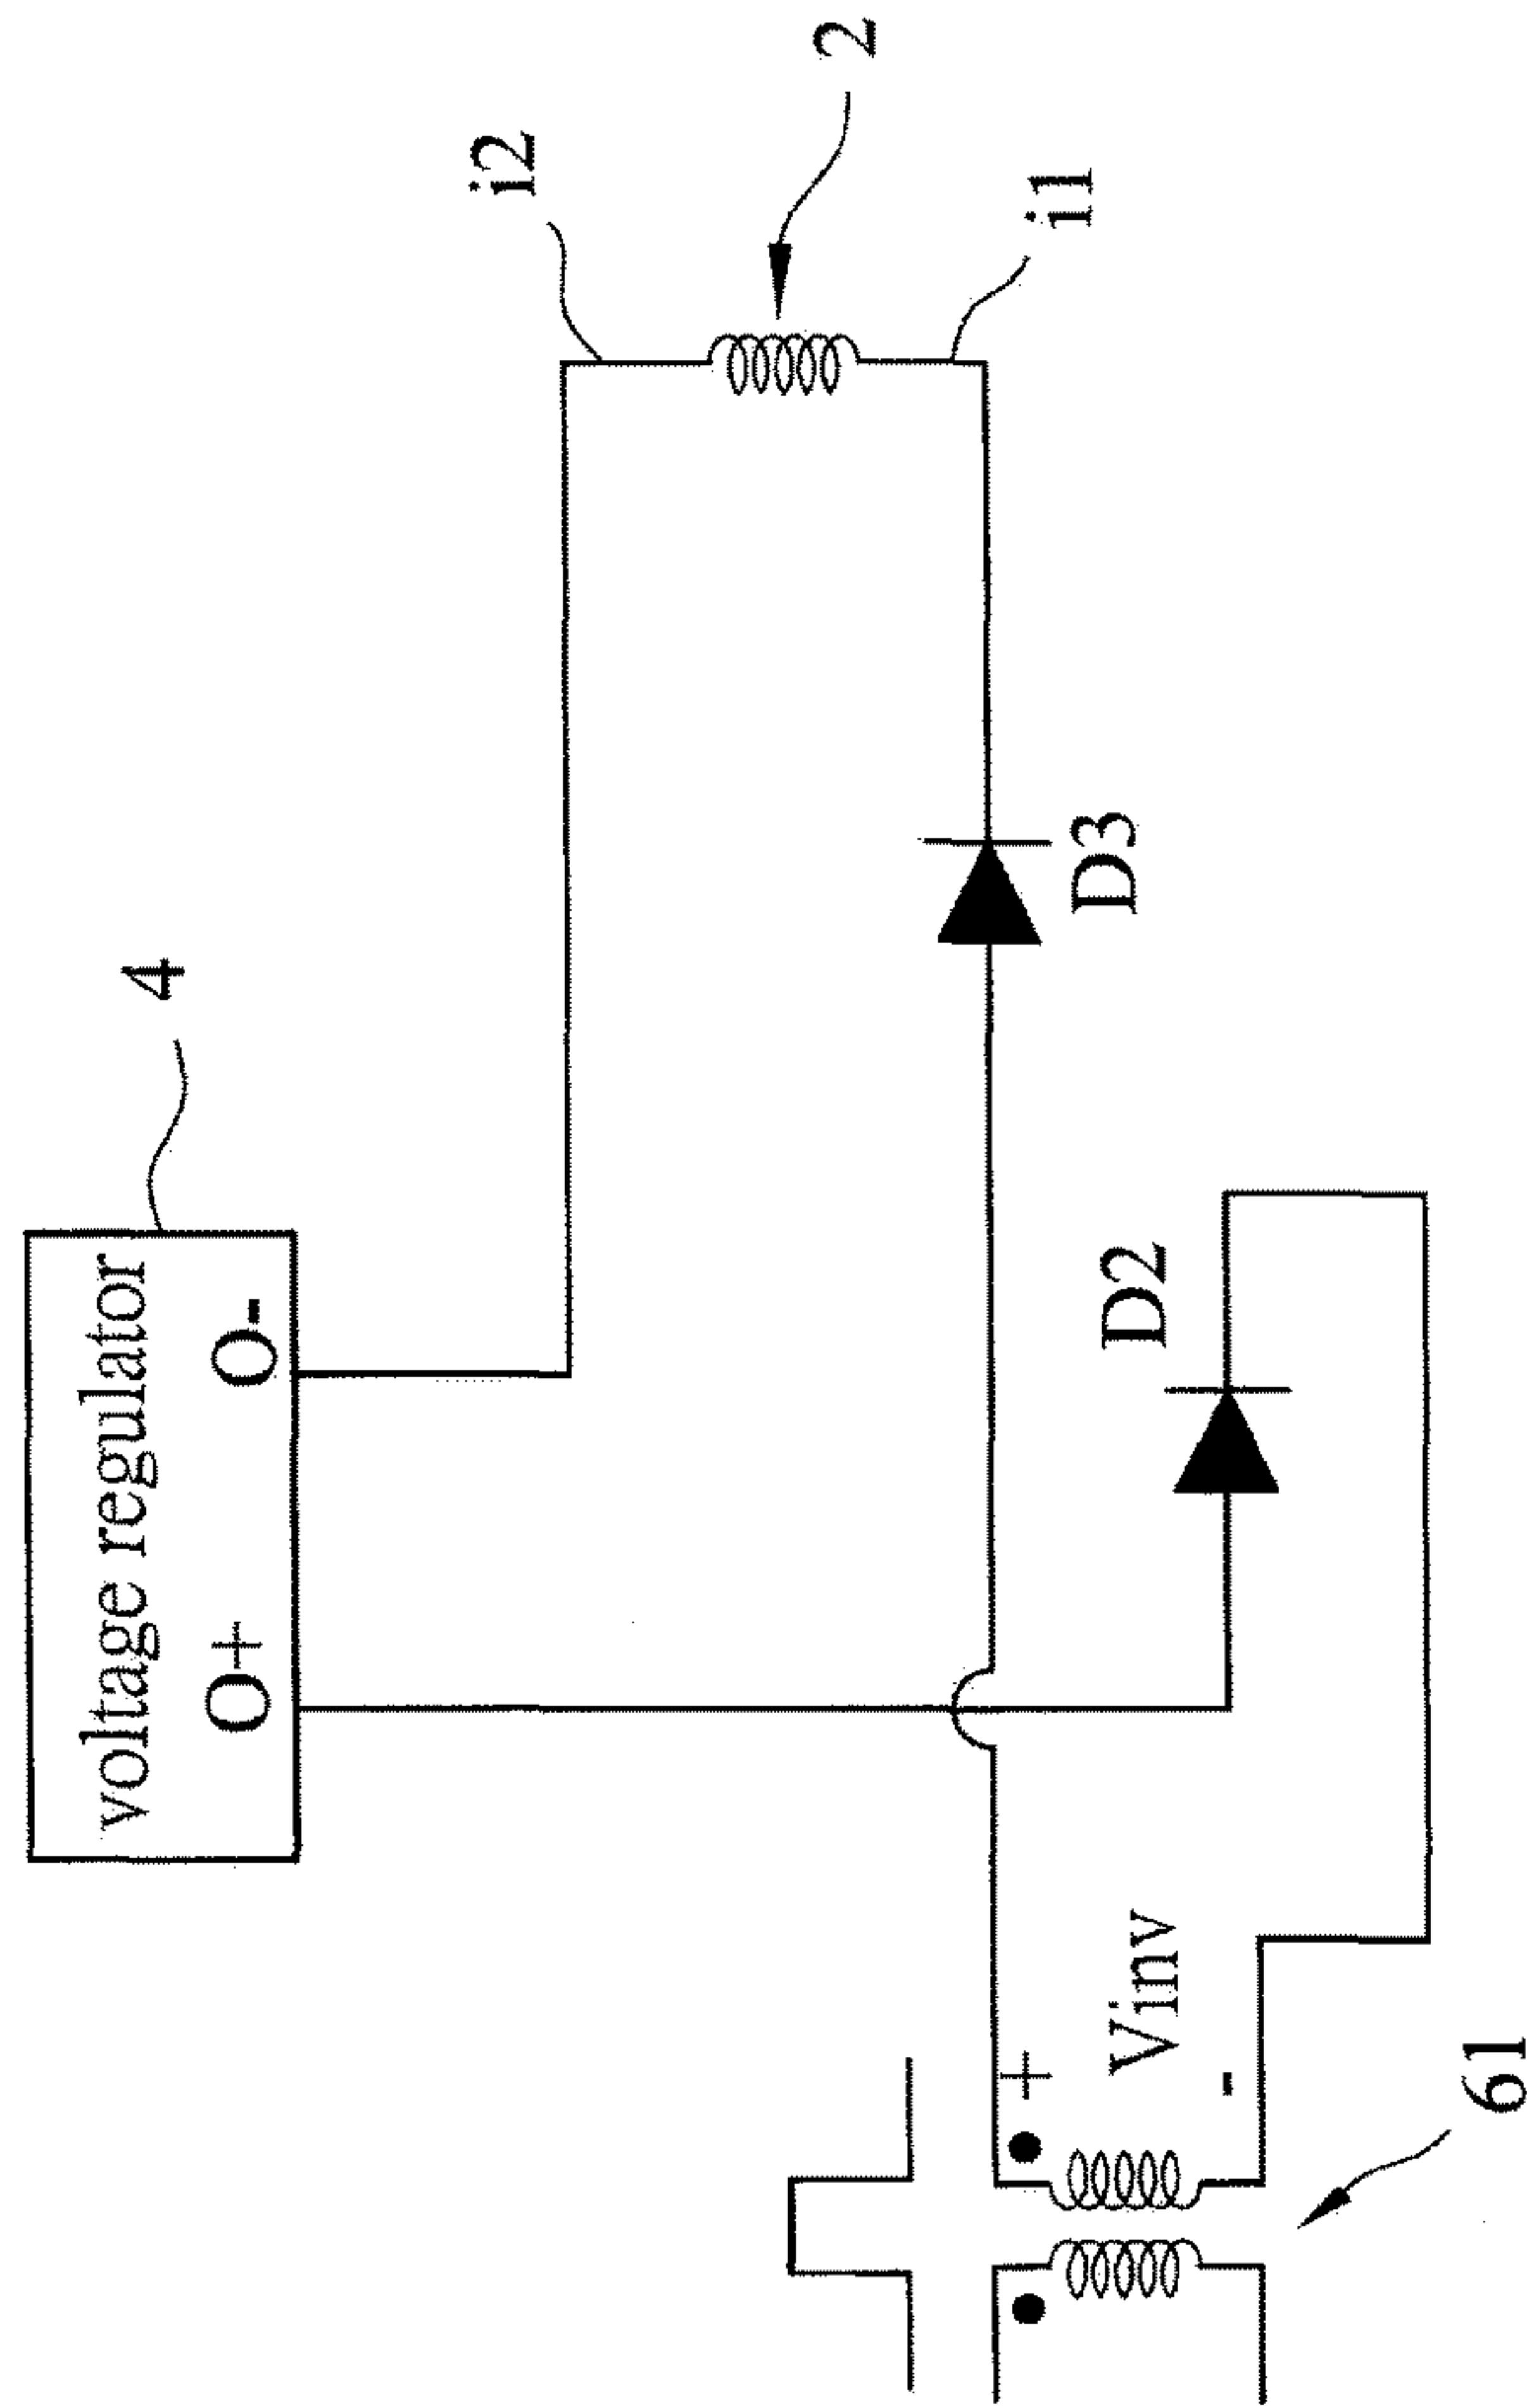 voltage regulator
4
O+
O-
i2
2
i1
D3
D2
+
Vinv
-
61